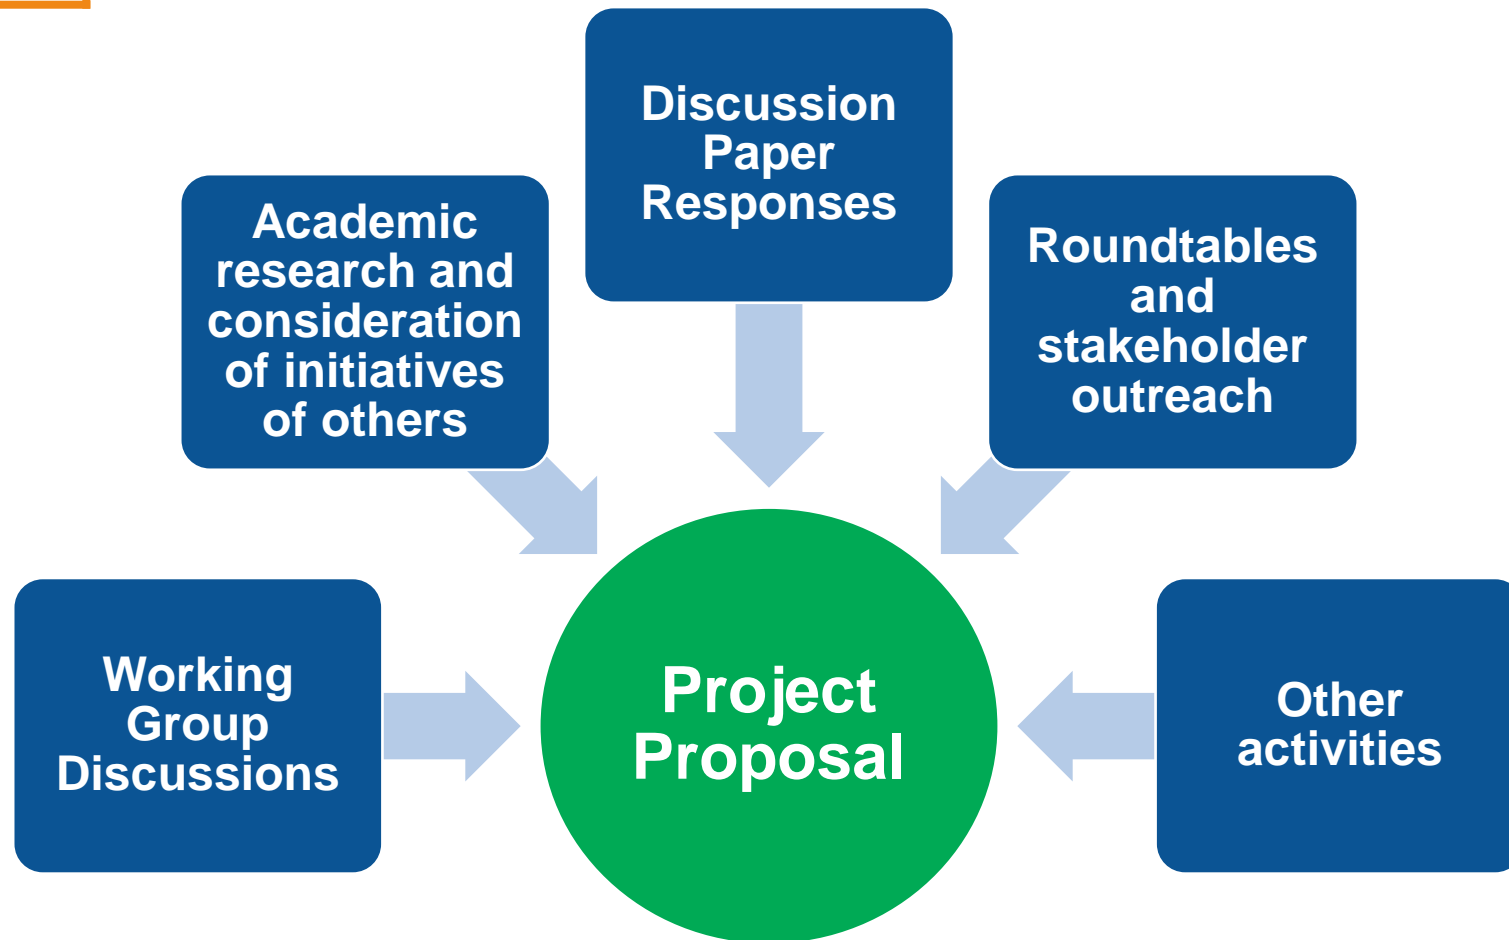 Discussion
Paper
Responses
Academic
research and
consideration
of initiatives
of others
Roundtables
and
stakeholder
outreach
Working
Group
Discussions
Project
Proposal
Other
activities